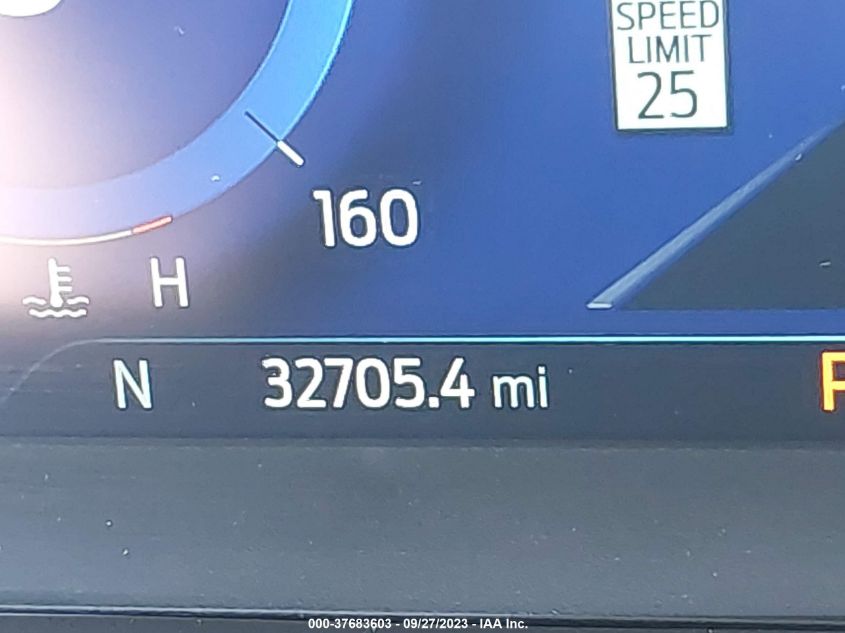 SPEED
LIMIT
25
160
H
N 32705.4 mi
000-37683603 - 09/27/2023 - IAA Inc.